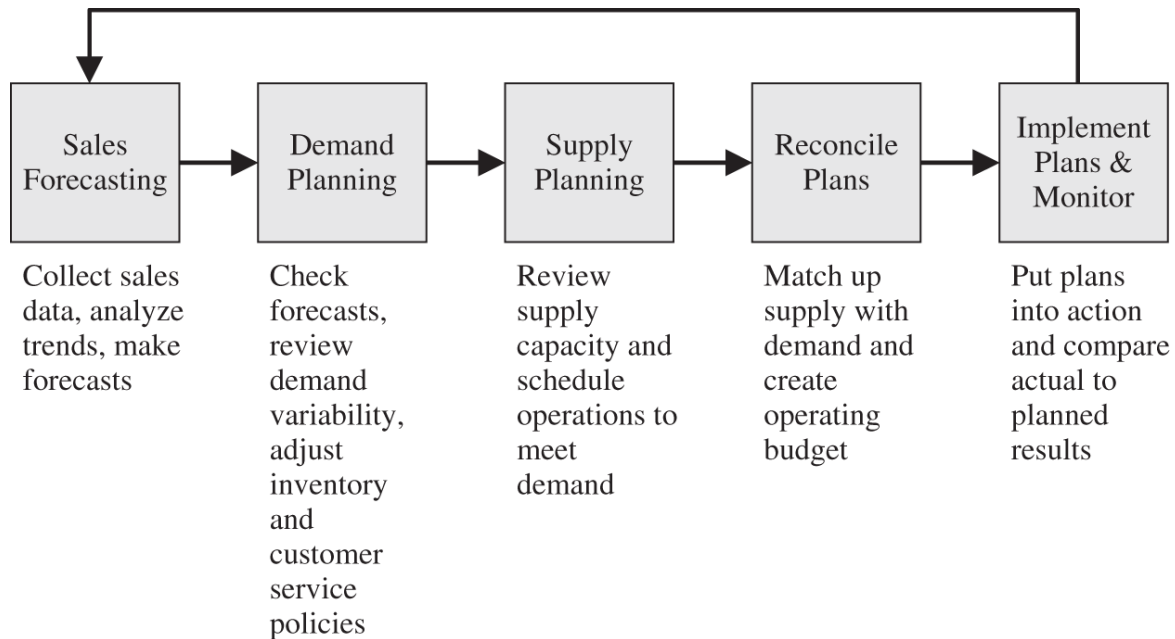 Sales
Forecasting
Demand
Planning
Supply
Planning
Reconcile
Plans
Implement
Plans &
Monitor
Collect sales
data, analyze
trends, make
forecasts
Check
forecasts,
review
demand
variability,
adjust
inventory
and
customer
service
policies
Review
supply
capacity and
schedule
operations to
meet
demand
Match up
supply with
demand and
create
operating
budget
Put plans
into action
and compare
actual to
planned
results